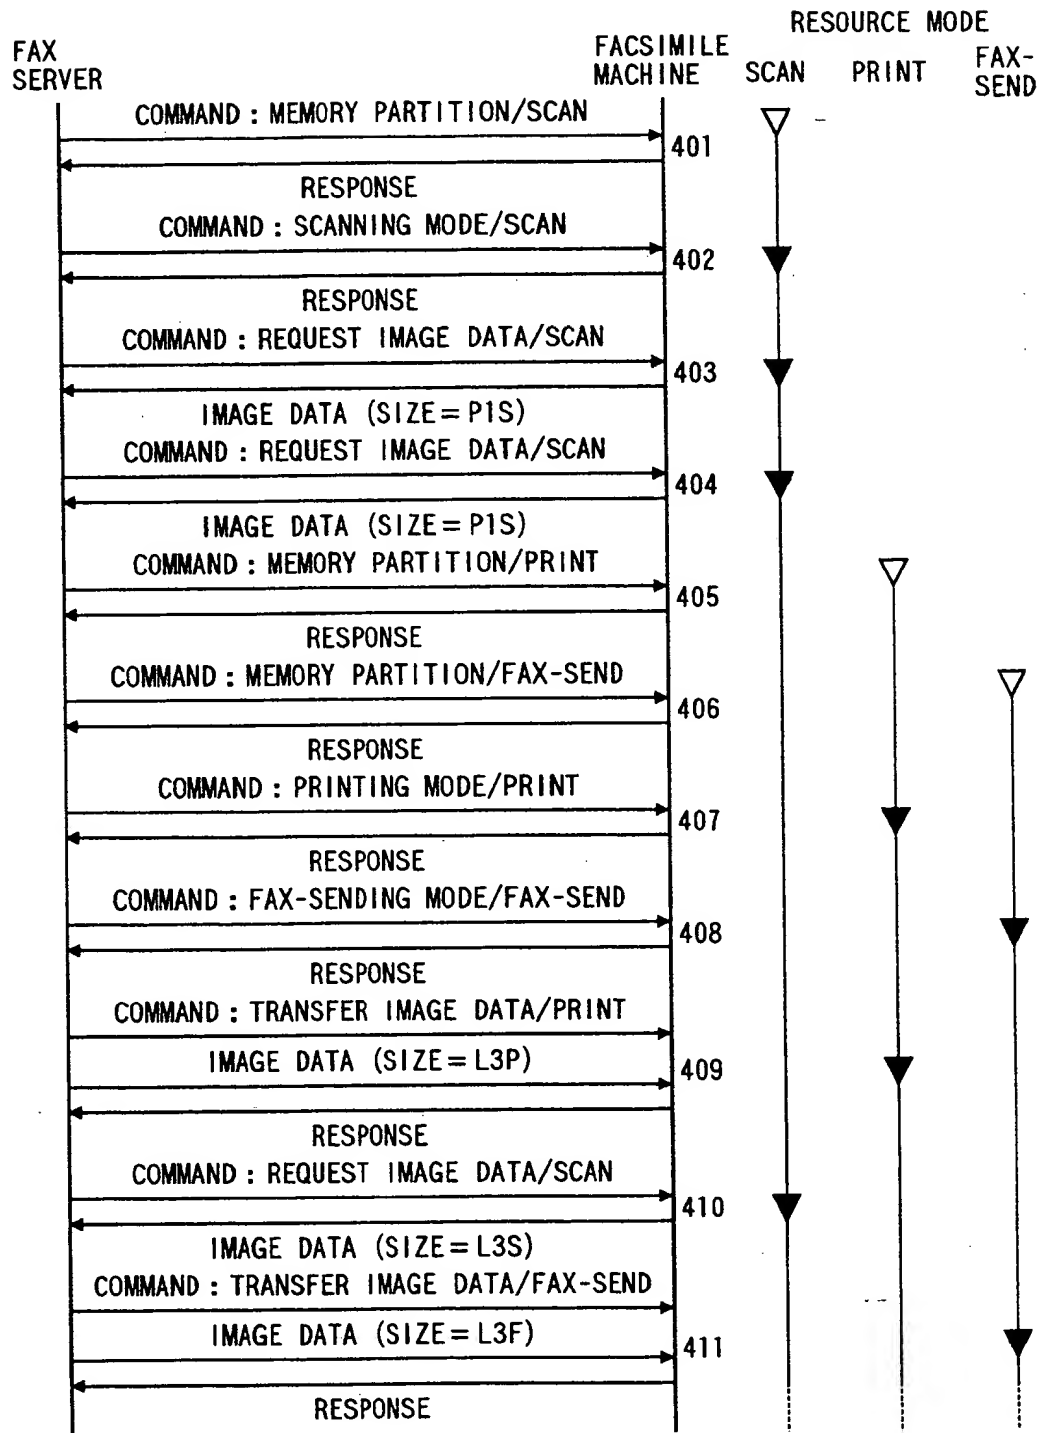 RESOURCE MODE
FAX SERVER
FACSIMILE MACHINE
SCAN
PRINT
FAX-SEND
COMMAND : MEMORY PARTITION/SCAN
401
RESPONSE
COMMAND : SCANNING MODE/SCAN
402
RESPONSE
COMMAND : REQUEST IMAGE DATA/SCAN
403
IMAGE DATA (SIZE=P1S)
COMMAND : REQUEST IMAGE DATA/SCAN
404
IMAGE DATA (SIZE=P1S)
COMMAND : MEMORY PARTITION/PRINT
405
RESPONSE
COMMAND : MEMORY PARTITION/FAX-SEND
406
RESPONSE
COMMAND : PRINTING MODE/PRINT
407
RESPONSE
COMMAND : FAX-SENDING MODE/FAX-SEND
408
RESPONSE
COMMAND : TRANSFER IMAGE DATA/PRINT
IMAGE DATA (SIZE=L3P)
409
RESPONSE
COMMAND : REQUEST IMAGE DATA/SCAN
410
IMAGE DATA (SIZE=L3S)
COMMAND : TRANSFER IMAGE DATA/FAX-SEND
IMAGE DATA (SIZE=L3F)
411
RESPONSE